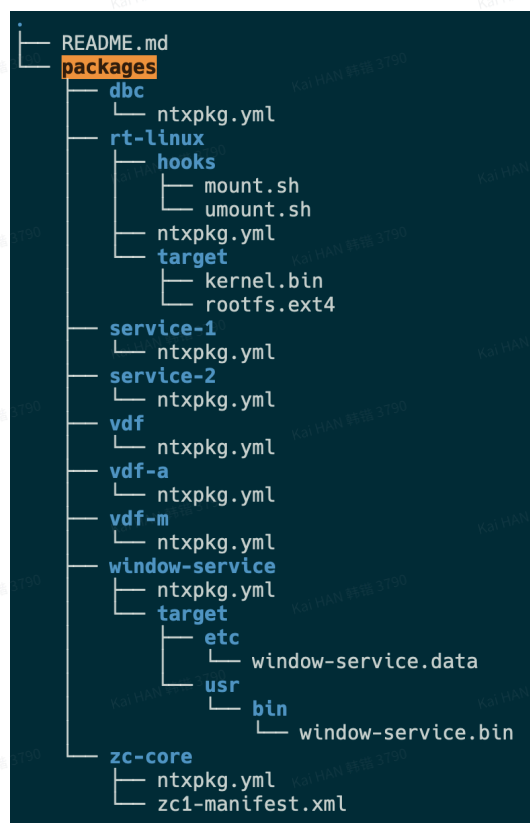 .
├── README.md
└── packages
    ├── dbc
    │   └── ntxpkg.yml
    ├── rt-linux
    │   ├── hooks
    │   │   ├── mount.sh
    │   │   └── umount.sh
    │   ├── ntxpkg.yml
    │   └── target
    │       ├── kernel.bin
    │       └── rootfs.ext4
    ├── service-1
    │   └── ntxpkg.yml
    ├── service-2
    │   └── ntxpkg.yml
    ├── vdf
    │   └── ntxpkg.yml
    ├── vdf-a
    │   └── ntxpkg.yml
    ├── vdf-m
    │   └── ntxpkg.yml
    ├── window-service
    │   ├── ntxpkg.yml
    │   └── target
    │       ├── etc
    │       │   └── window-service.data
    │       └── usr
    │           └── bin
    │               └── window-service.bin
    └── zc-core
        ├── ntxpkg.yml
        └── zc1-manifest.xml